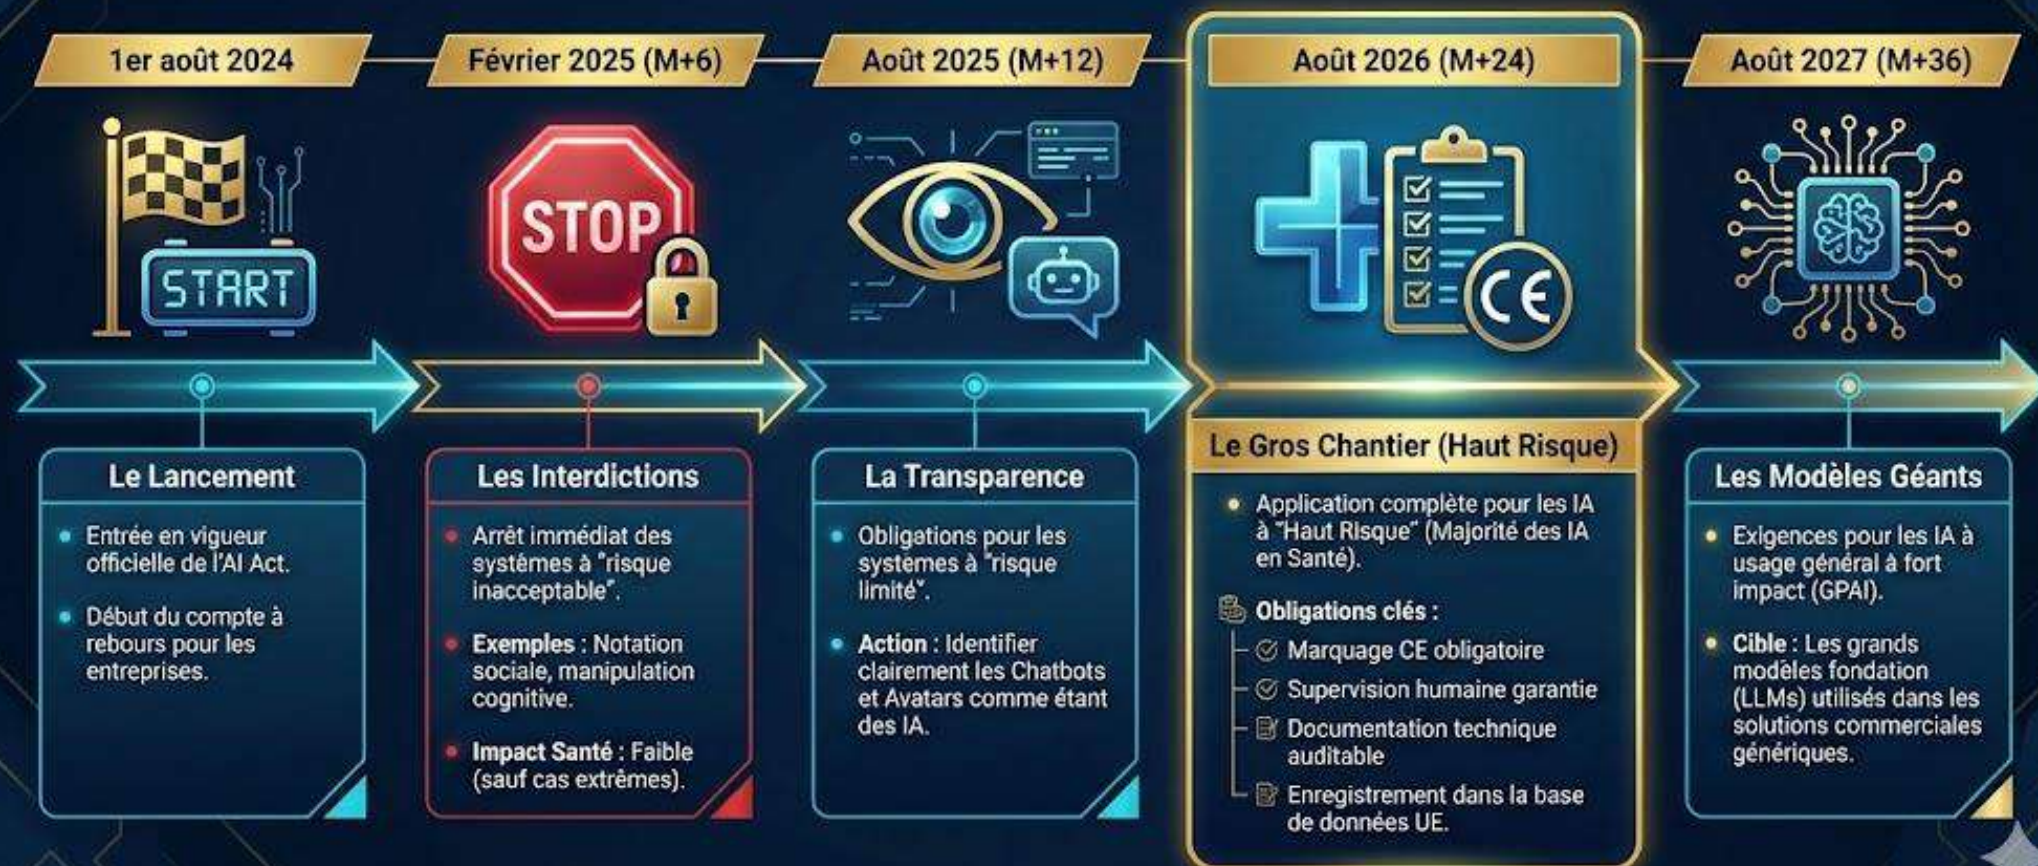 1er août 2024
Février 2025 (M+6)
Août 2025 (M+12)
Août 2026 (M+24)
Août 2027 (M+36)
START
STOP
CE
Le Lancement
Entrée en vigueur
officielle de l'AI Act.
Début du compte à
rebours pour les
entreprises.
Les Interdictions
Arrêt immédiat des
systèmes à "risque
inacceptable".
Exemples : Notation
sociale, manipulation
cognitive.
Impact Santé : Faible
(sauf cas extrêmes).
La Transparence
Obligations pour les
systemes à "risque
limité".
Action : Identifier
clairement les Chatbots
et Avatars comme étant
des IA.
Le Gros Chantier (Haut Risque)
Application complète pour les IA
à "Haut Risque" (Majorité des IA
en Santé).
Obligations clés :
Marquage CE obligatoire
Supervision humaine garantie
Documentation technique
auditable
Enregistrement dans la base
de données UE.
Les Modèles Géants
Exigences pour les IA à
usage général à fort
impact (GPAI).
Cible : Les grands
modèles fondation
(LLMs) utilisés dans les
solutions commerciales
génériques.